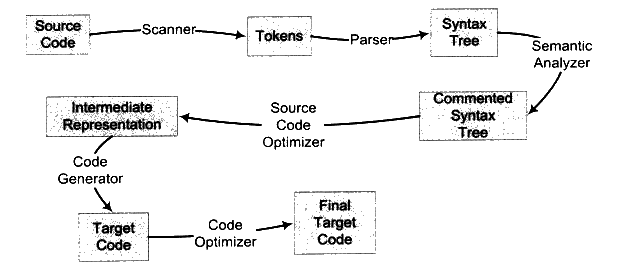 Source
Code
Scanner
Tokens
Parser
Syntax
Tree
Semantic
Analyzer
Commented
Syntax
Tree
Source
Code
Optimizer
Intermediate
Representation
Code
Generator
Target
Code
Code
Optimizer
Final
Target
Code